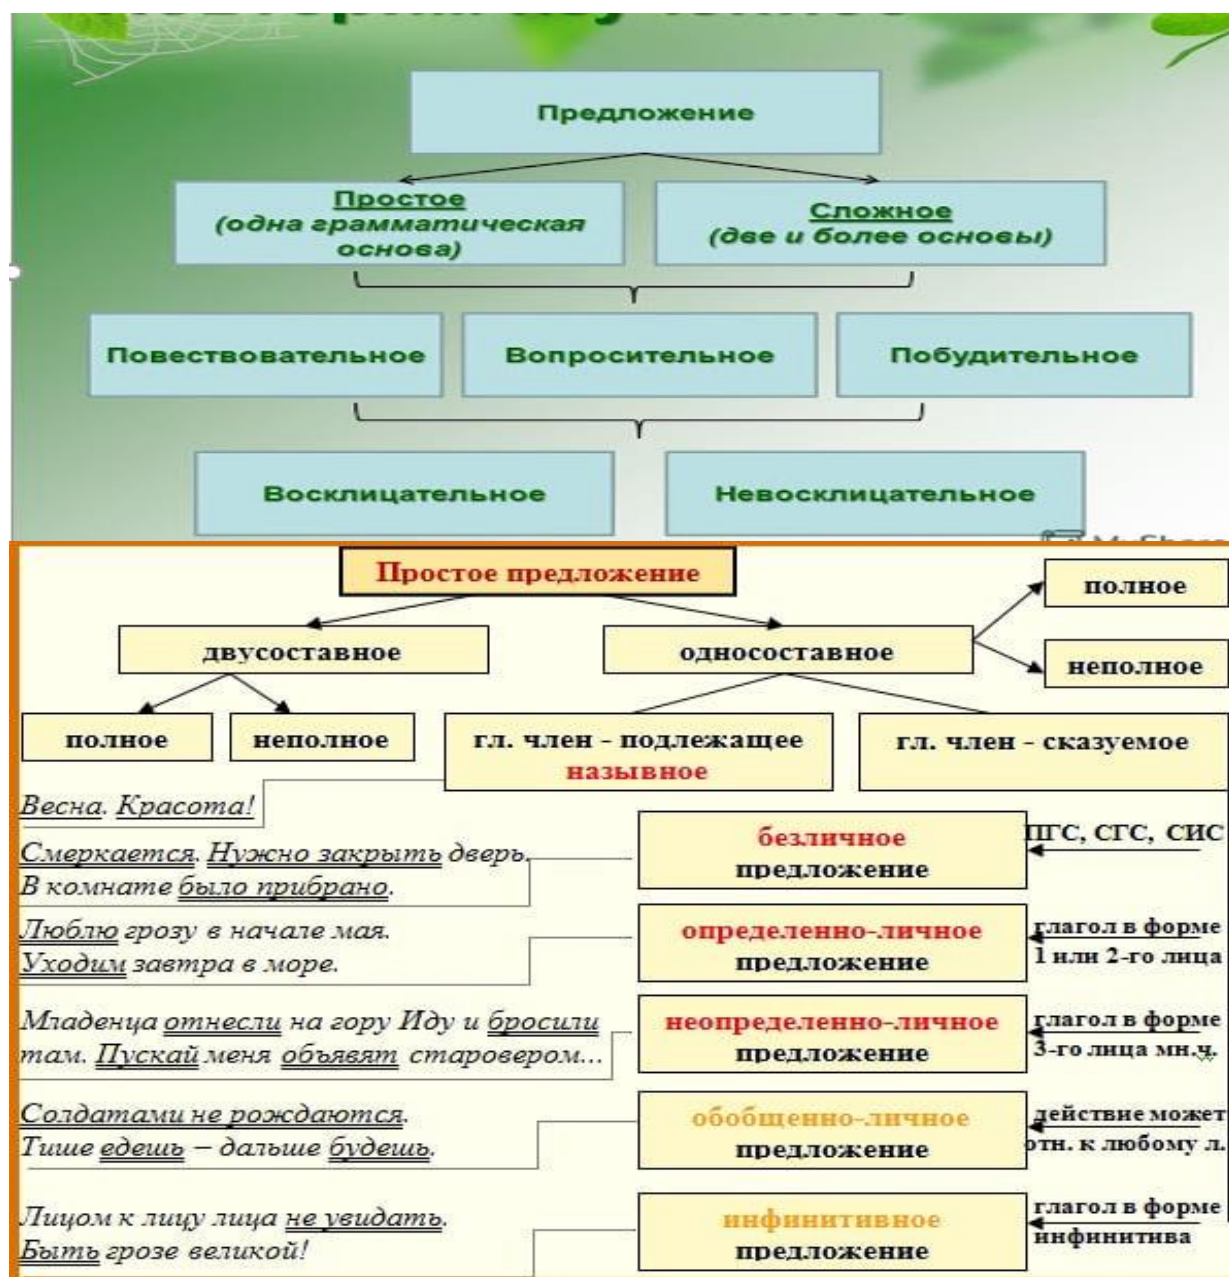 Предложение
Простое
(одна грамматическая
основа)
Сложное
(две и более основы)
Повествовательное
Вопросительное
Побудительное
Восклицательное
Невосклицательное
Простое предложение
полное
двусоставное
односоставное
неполное
полное
неполное
гл. член - подлежащее
назывное
гл. член - сказуемое
Весна. Красота!
Смеркается. Нужно закрыть дверь.
В комнате было прибрано.
безличное
предложение
ПГС, СГС, СИС
Люблю грозу в начале мая.
Уходим завтра в море.
определенно-личное
предложение
глагол в форме
1 или 2-го лица
Младенца отнесли на гору Иду и бросили
там. Пускай меня объявят старовером...
неопределенно-личное
предложение
глагол в форме
3-го лица мн.ч.
Солдатами не рождаются.
Тише едешь – дальше будешь.
обобщенно-личное
предложение
действие может
отн. к любому л.
Лицом к лицу лица не увидать.
Быть грозе великой!
инфинитивное
предложение
глагол в форме
инфинитива